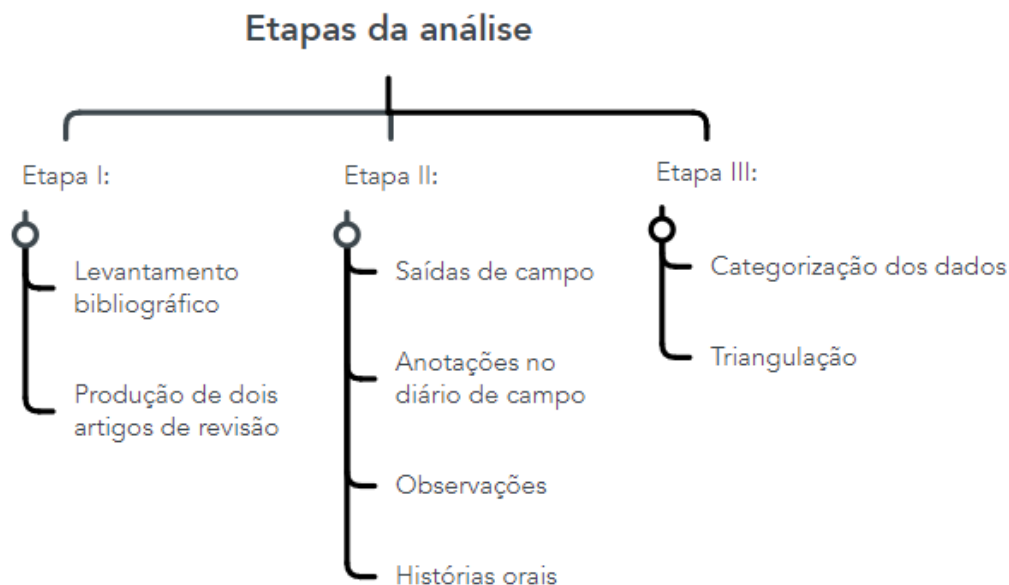 Etapas da análise
Etapa I:
Levantamento
bibliográfico
Produção de dois
artigos de revisão
Etapa II:
Saídas de campo
Anotações no
diário de campo
Observações
Histórias orais
Etapa III:
Categorização dos dados
Triangulação